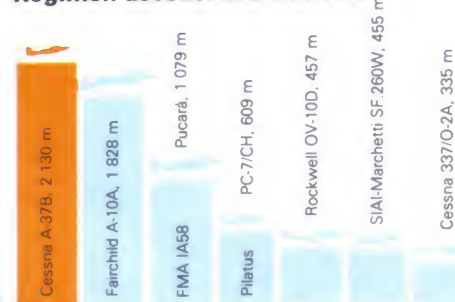 Cessna A-37B, 2 130 m
Fairchild A-10A, 1 828 m
FMA IA58 Pucará, 1 079 m
Pilatus PC-7/CH, 609 m
Rockwell OV-10D, 457 m
SIAI-Marchetti SF.260W, 455 m
Cessna 337/O-2A, 335 m